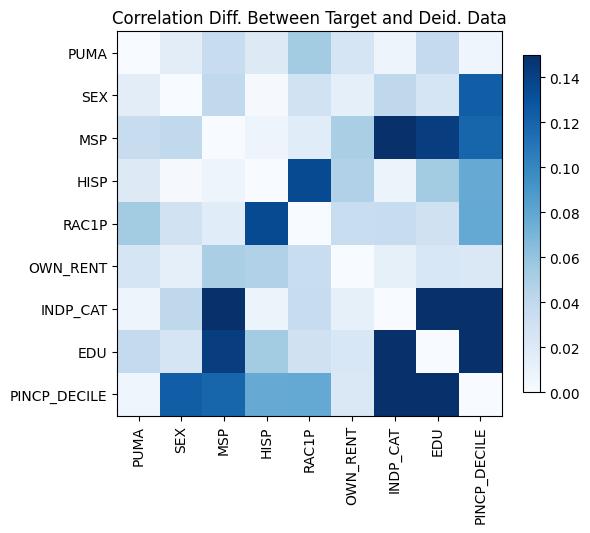 Correlation Diff. Between Target and Deid. Data
PUMA
SEX
MSP
HISP
RAC1P
OWN_RENT
INDP_CAT
EDU
PINCP_DECILE
PUMA
SEX
MSP
HISP
RAC1P
OWN_RENT
INDP_CAT
EDU
PINCP_DECILE
0.14
0.12
0.10
0.08
0.06
0.04
0.02
0.00